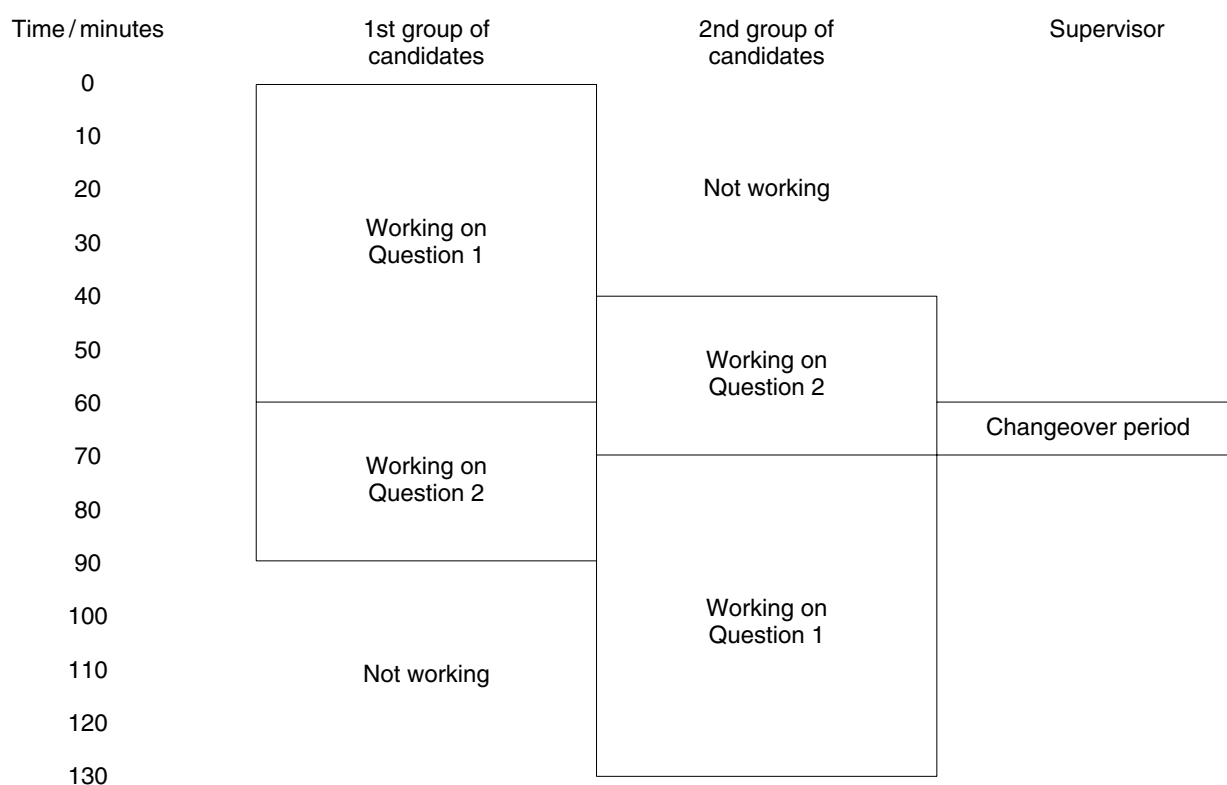 Time / minutes
1st group of
candidates
2nd group of
candidates
Supervisor
0
10
20
Not working
Working on
Question 1
30
40
50
Working on
Question 2
60
Changeover period
70
Working on
Question 2
80
90
100
Working on
Question 1
110
Not working
120
130